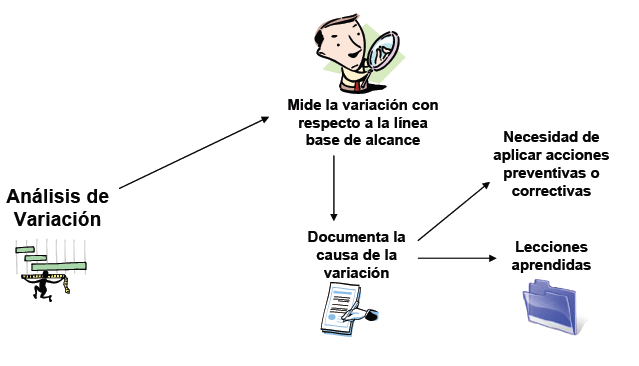 Análisis de
Variación
Mide la variación con
respecto a la línea
base de alcance
Documenta la
causa de la
variación
Necesidad de
aplicar acciones
preventivas o
correctivas
Lecciones
aprendidas